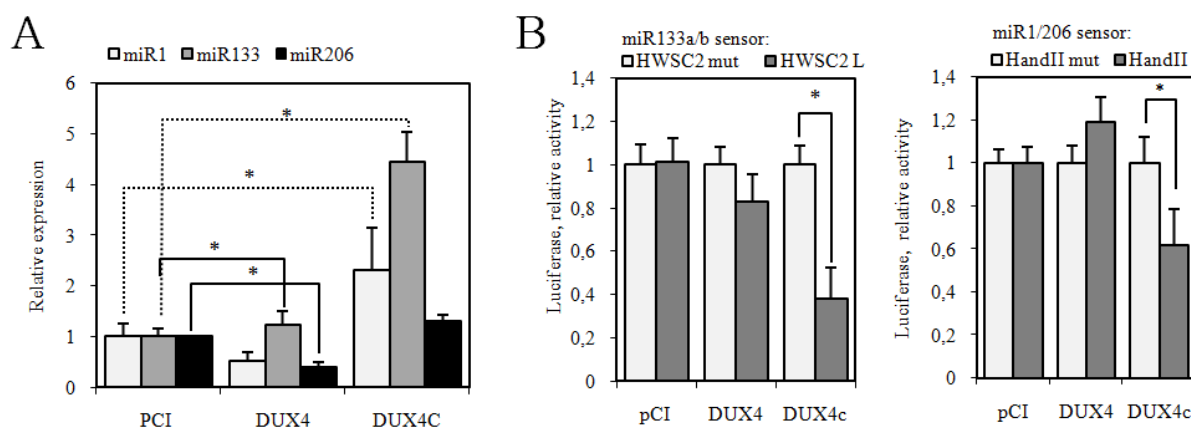 A
miR1 miR133 miR206
Relative expression
6
5
4
3
2
1
0
*
*
*
*
PCI DUX4 DUX4C
B
miR133a/b sensor:
HWSC2 mut HWSC2 L
Luciferase, relative activity
1,4
1,2
1
0,8
0,6
0,4
0,2
0
*
pCI DUX4 DUX4c
miR1/206 sensor:
HandII mut HandII
Luciferase, relative activity
1,4
1,2
1
0,8
0,6
0,4
0,2
0
*
pCI DUX4 DUX4c